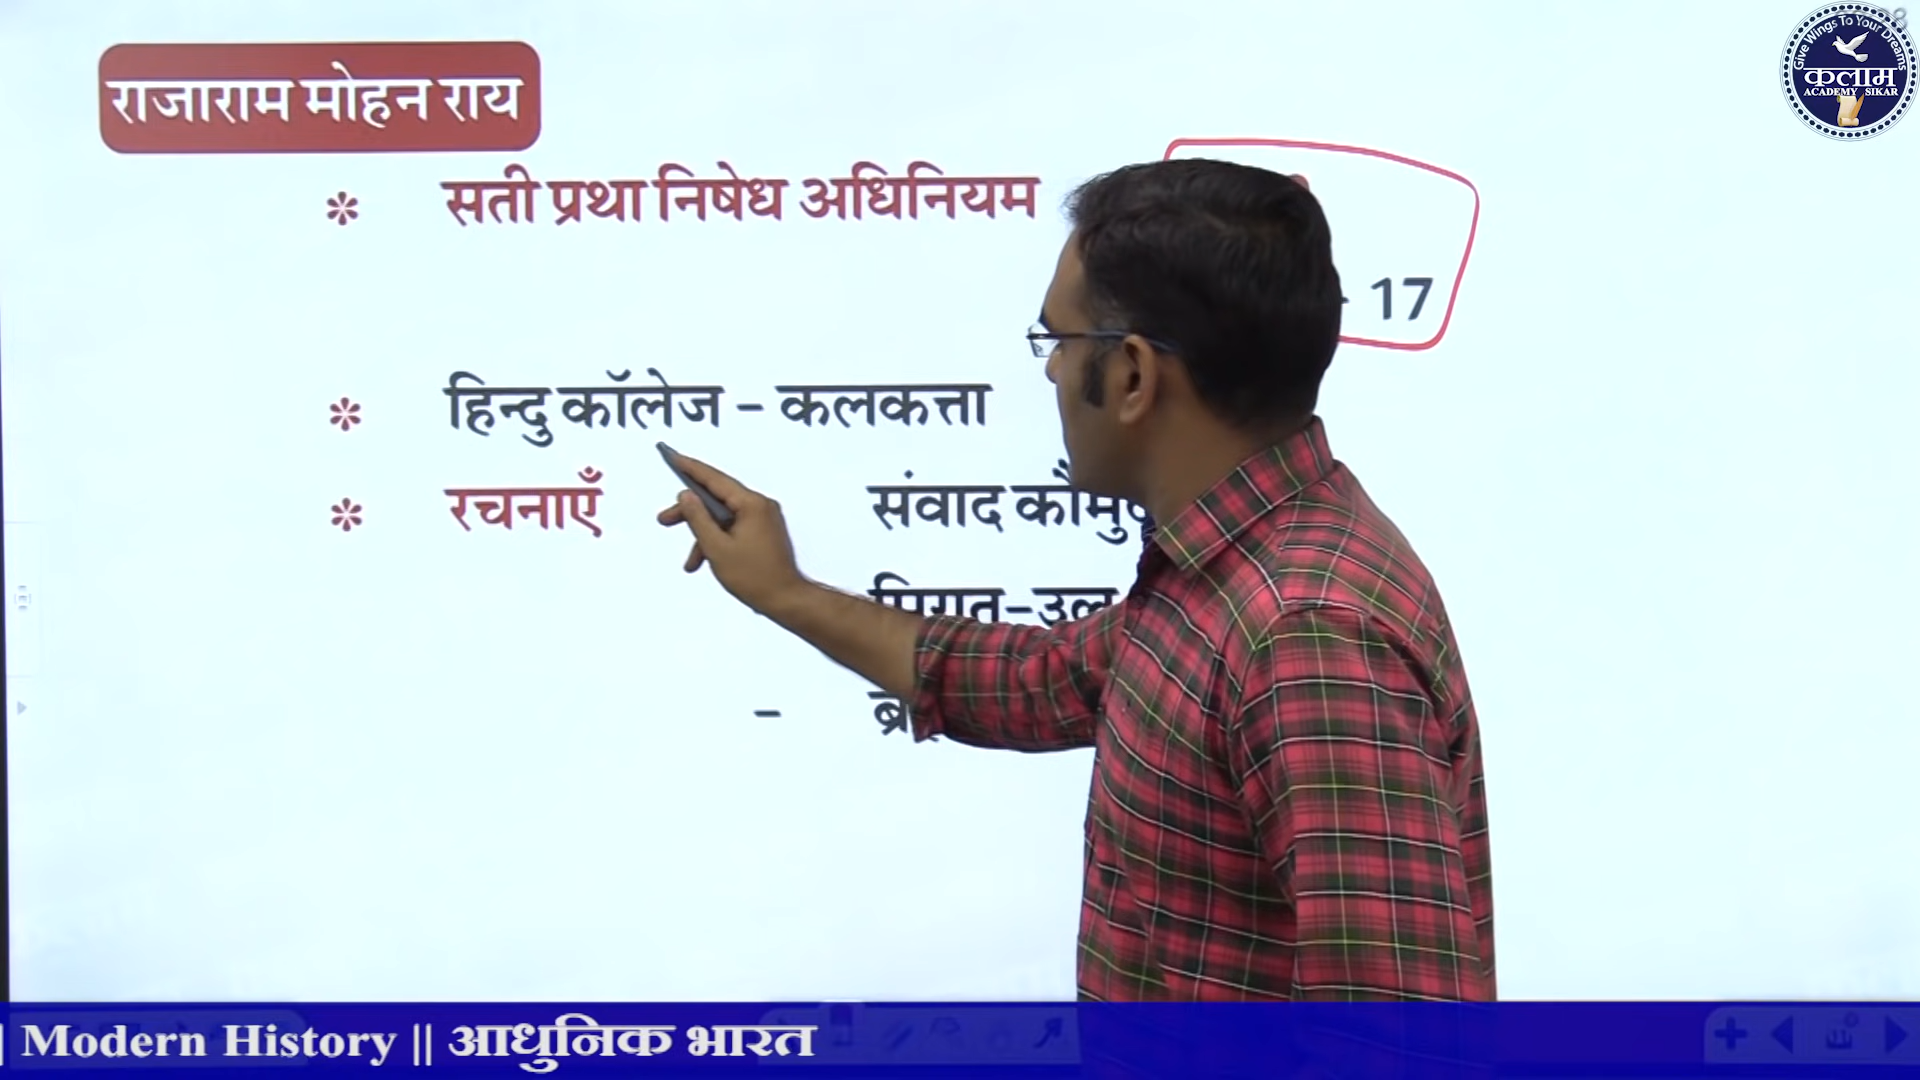 राजाराम मोहन राय
Give Wings To Your Dreams
कलाम
ACADEMY SIKAR
* सती प्रथा निषेध अधिनियम
- 17
* हिन्दु कॉलेज – कलकत्ता
* रचनाएँ संवाद
–
| Modern History || आधुनिक भारत